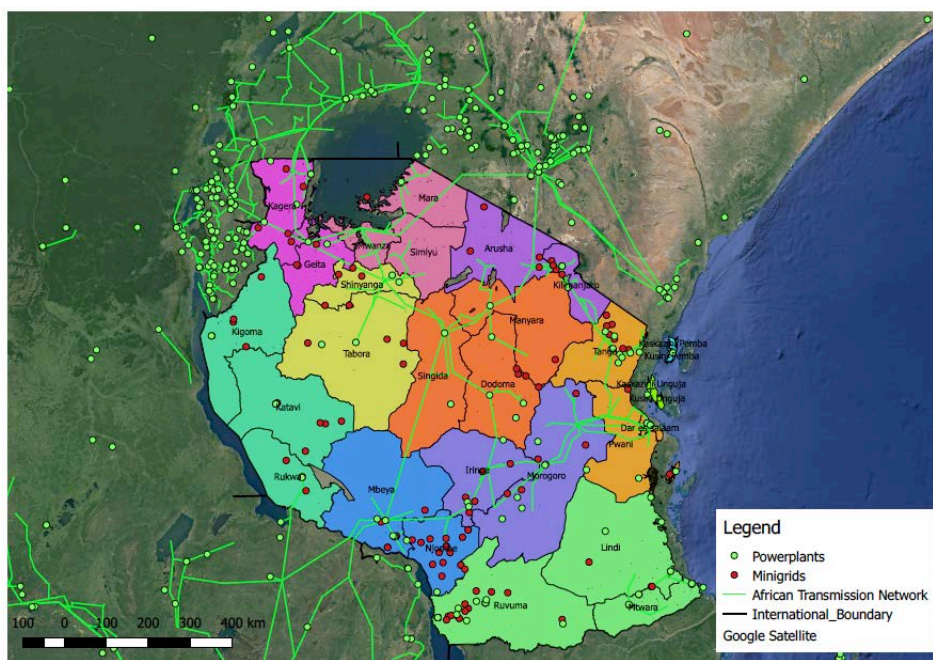 Kagera
Mara
Mwanza
Arusha
Simiyu
Geita
Shinyanga
Kilimanjaro
Kigoma
Manyara
Tabora
Tanga
Kaskazini Pemba
Kusini Pemba
Singida
Dodoma
Kaskazini Unguja
Kusini Unguja
Katavi
Dar es salaam
Pwani
Rukwa
Mbeya
Iringa
Morogoro
Njombe
Lindi
Ruvuma
Mtwara
Legend
Powerplants
Minigrids
African Transmission Network
International_Boundary
Google Satellite
100 0 100 200 300 400 km